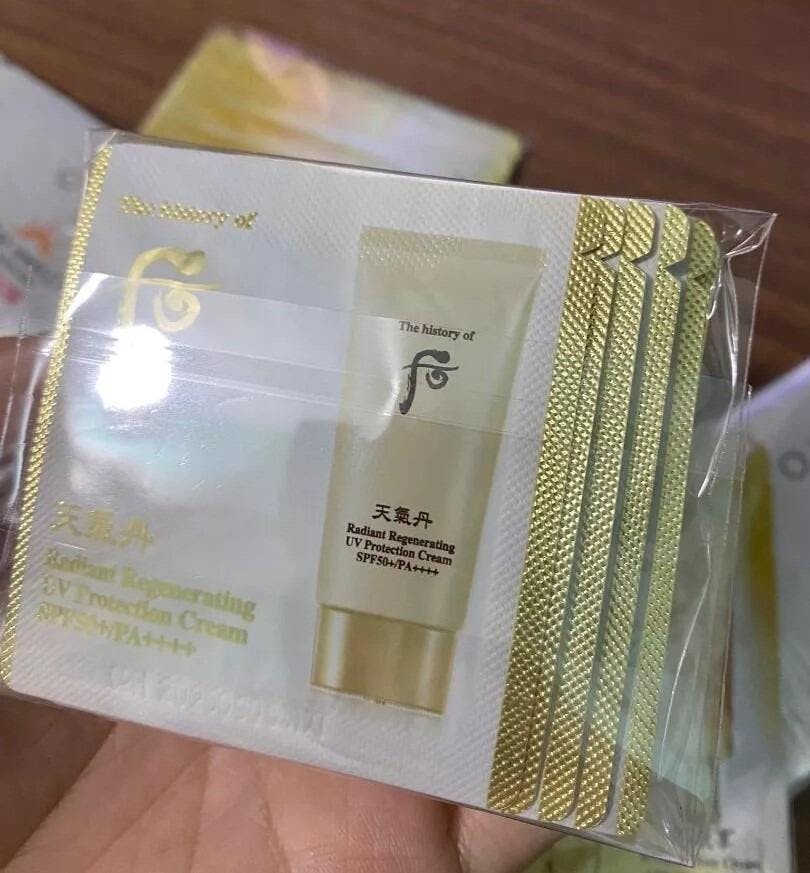 The history of
天氣丹
Radiant Regenerating
UV Protection Cream
SPF50+/PA++++
The history of
天氣丹
Radiant Regenerating
UV Protection Cream
SPF50+/PA++++